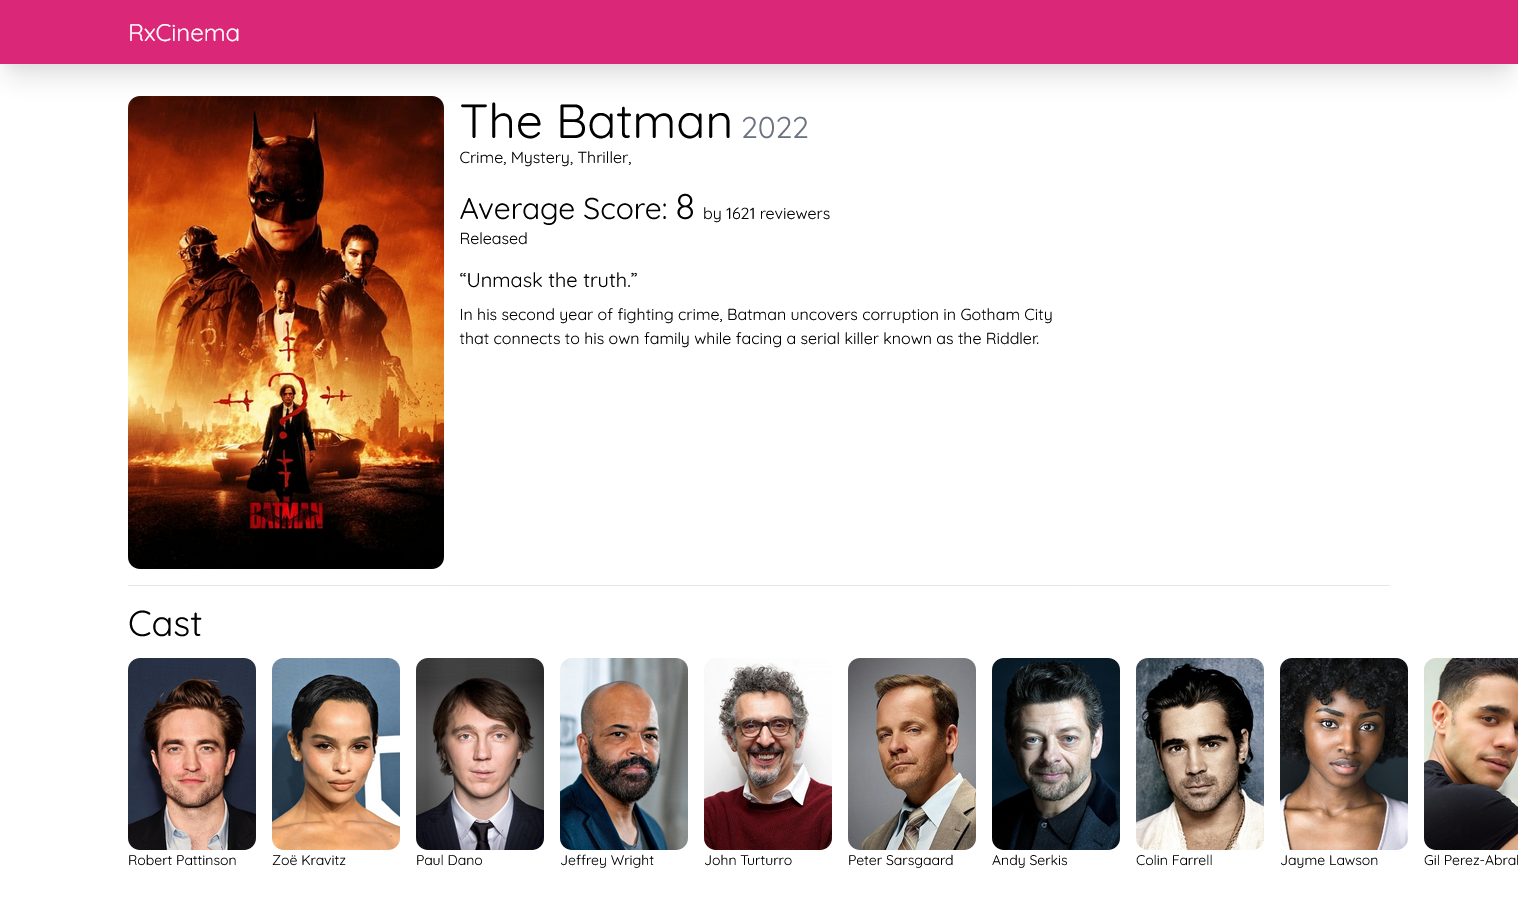 RxCinema
The Batman 2022
Crime, Mystery, Thriller,
Average Score: 8 by 1621 reviewers
Released
“Unmask the truth.”
In his second year of fighting crime, Batman uncovers corruption in Gotham City
that connects to his own family while facing a serial killer known as the Riddler.
BATMAN
Cast
Robert Pattinson
Zoë Kravitz
Paul Dano
Jeffrey Wright
John Turturro
Peter Sarsgaard
Andy Serkis
Colin Farrell
Jayme Lawson
Gil Perez-Abra